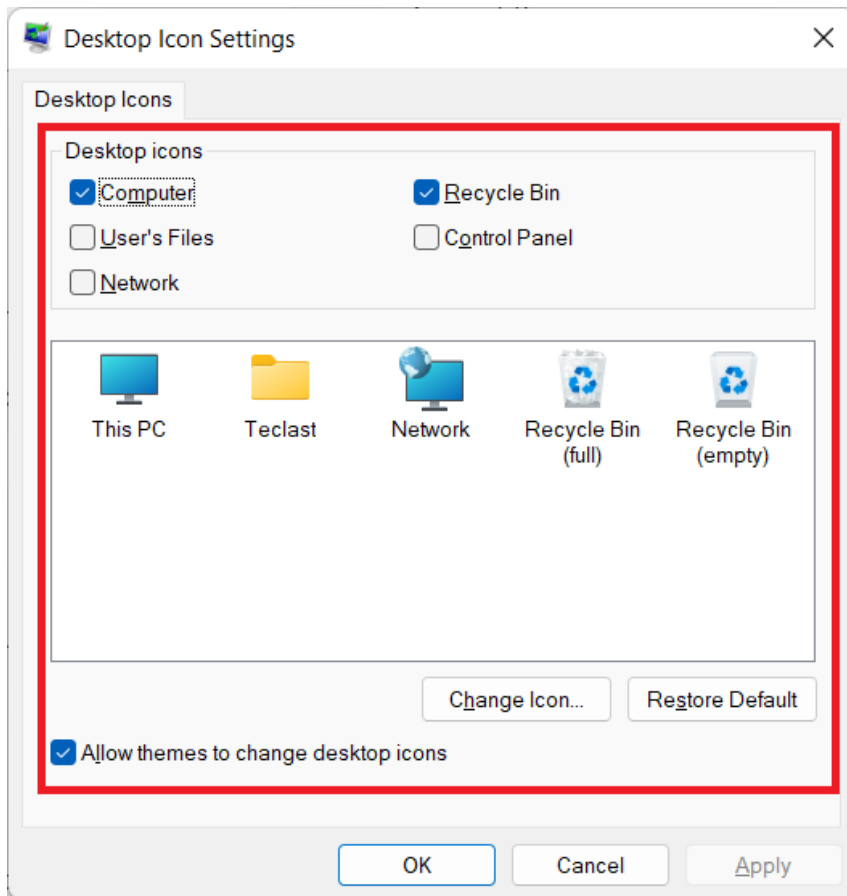 Desktop Icon Settings
Desktop Icons
Desktop icons
Computer
Recycle Bin
User's Files
Control Panel
Network
This PC
Teclast
Network
Recycle Bin
(full)
Recycle Bin
(empty)
Change Icon...
Restore Default
Allow themes to change desktop icons
OK
Cancel
Apply